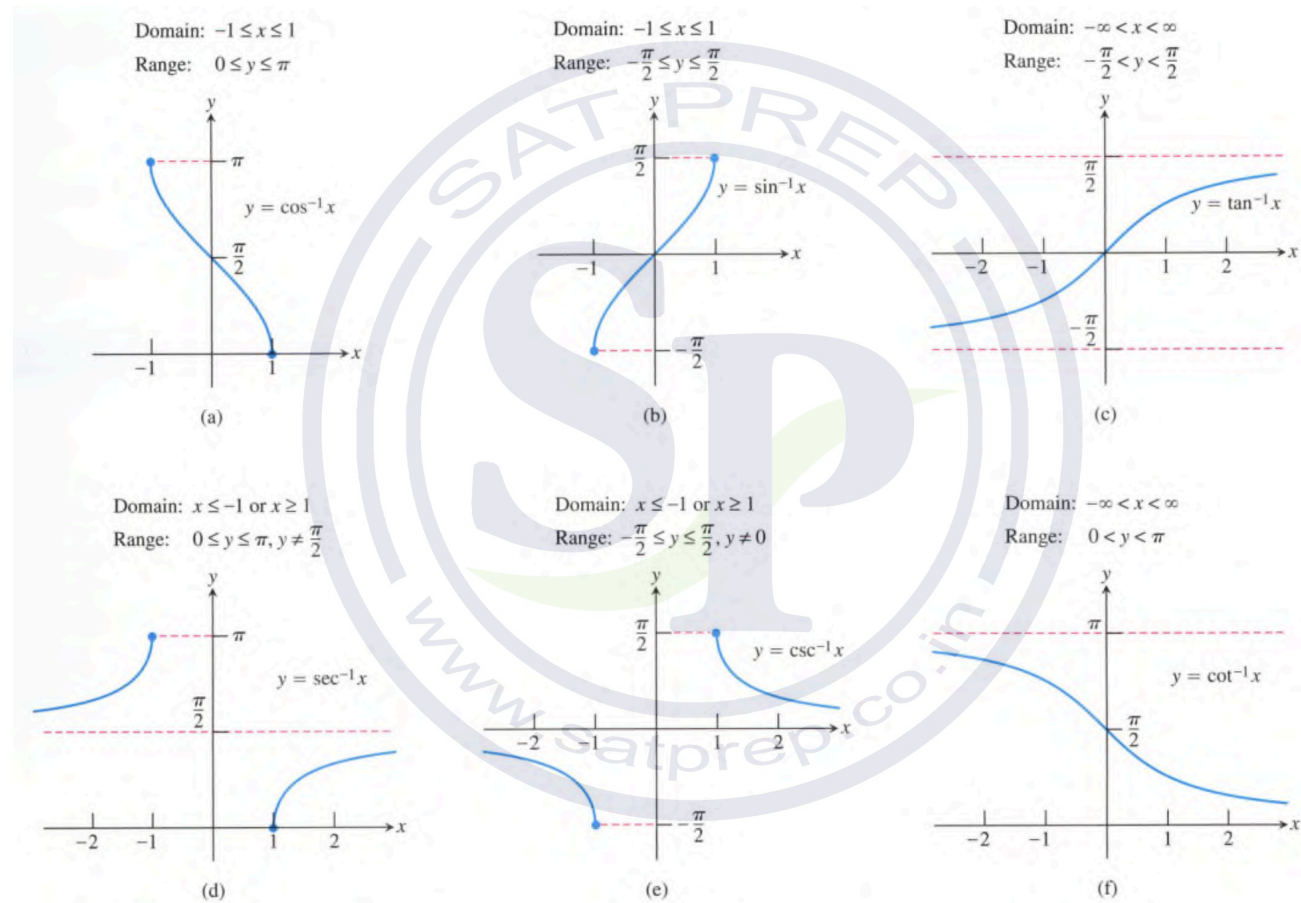 Domain: −1 ≤ x ≤ 1
Range: 0 ≤ y ≤ π
y
π
y = cos⁻¹x
π/2
−1
1
x
(a)
Domain: −1 ≤ x ≤ 1
Range: −π/2 ≤ y ≤ π/2
y
π/2
y = sin⁻¹x
−1
1
x
−π/2
(b)
Domain: −∞ < x < ∞
Range: −π/2 < y < π/2
y
π/2
y = tan⁻¹x
−2
−1
1
2
x
−π/2
(c)
Domain: x ≤ −1 or x ≥ 1
Range: 0 ≤ y ≤ π, y ≠ π/2
y
π
y = sec⁻¹x
π/2
−2
−1
1
2
x
(d)
Domain: x ≤ −1 or x ≥ 1
Range: −π/2 ≤ y ≤ π/2, y ≠ 0
y
π/2
y = csc⁻¹x
−2
−1
1
2
x
−π/2
(e)
Domain: −∞ < x < ∞
Range: 0 < y < π
y
π
y = cot⁻¹x
π/2
−2
−1
1
2
x
(f)
SAT PREP
SP
www.satprep.co.in